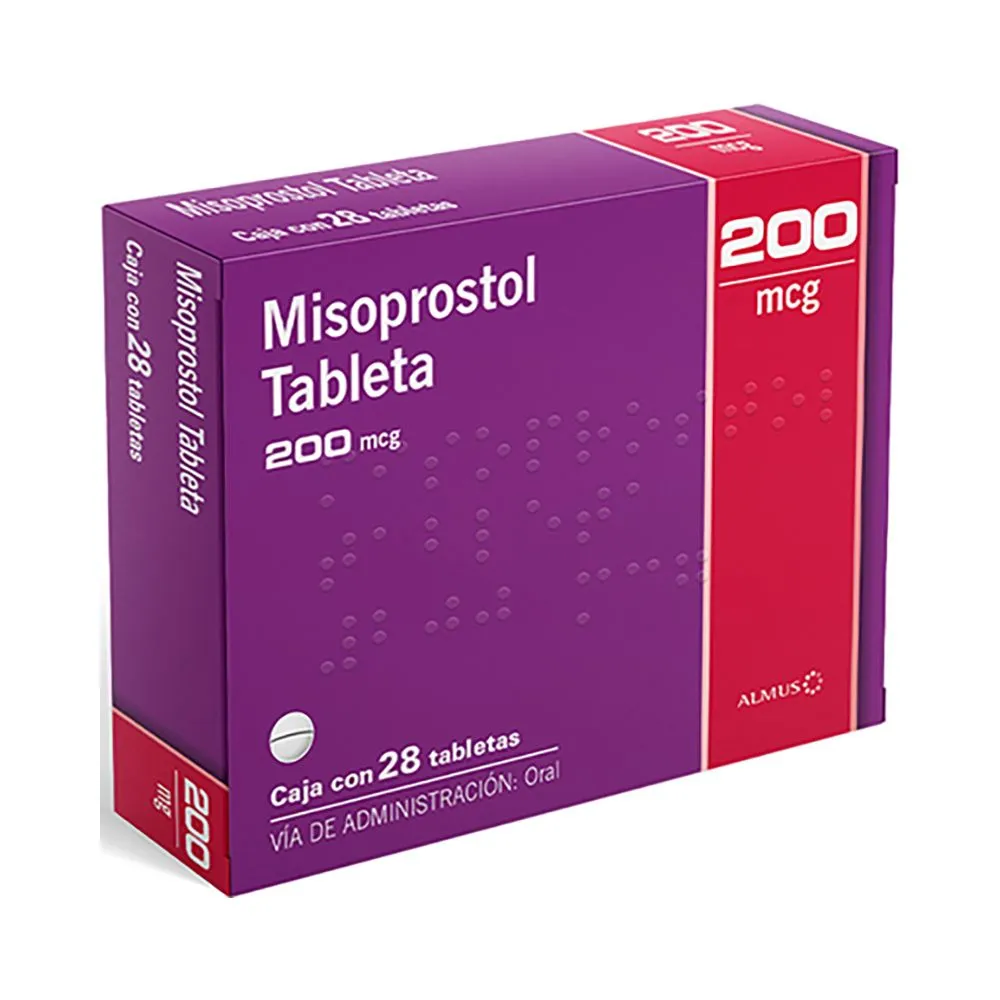 Misoprostol Tableta
Caja con 28 tabletas
200
mcg
Misoprostol Tableta
Caja con 28 tabletas
200
mcg
Misoprostol
Tableta
200 mcg
Caja con 28 tabletas
VÍA DE ADMINISTRACIÓN: Oral
200
mcg
ALMUS